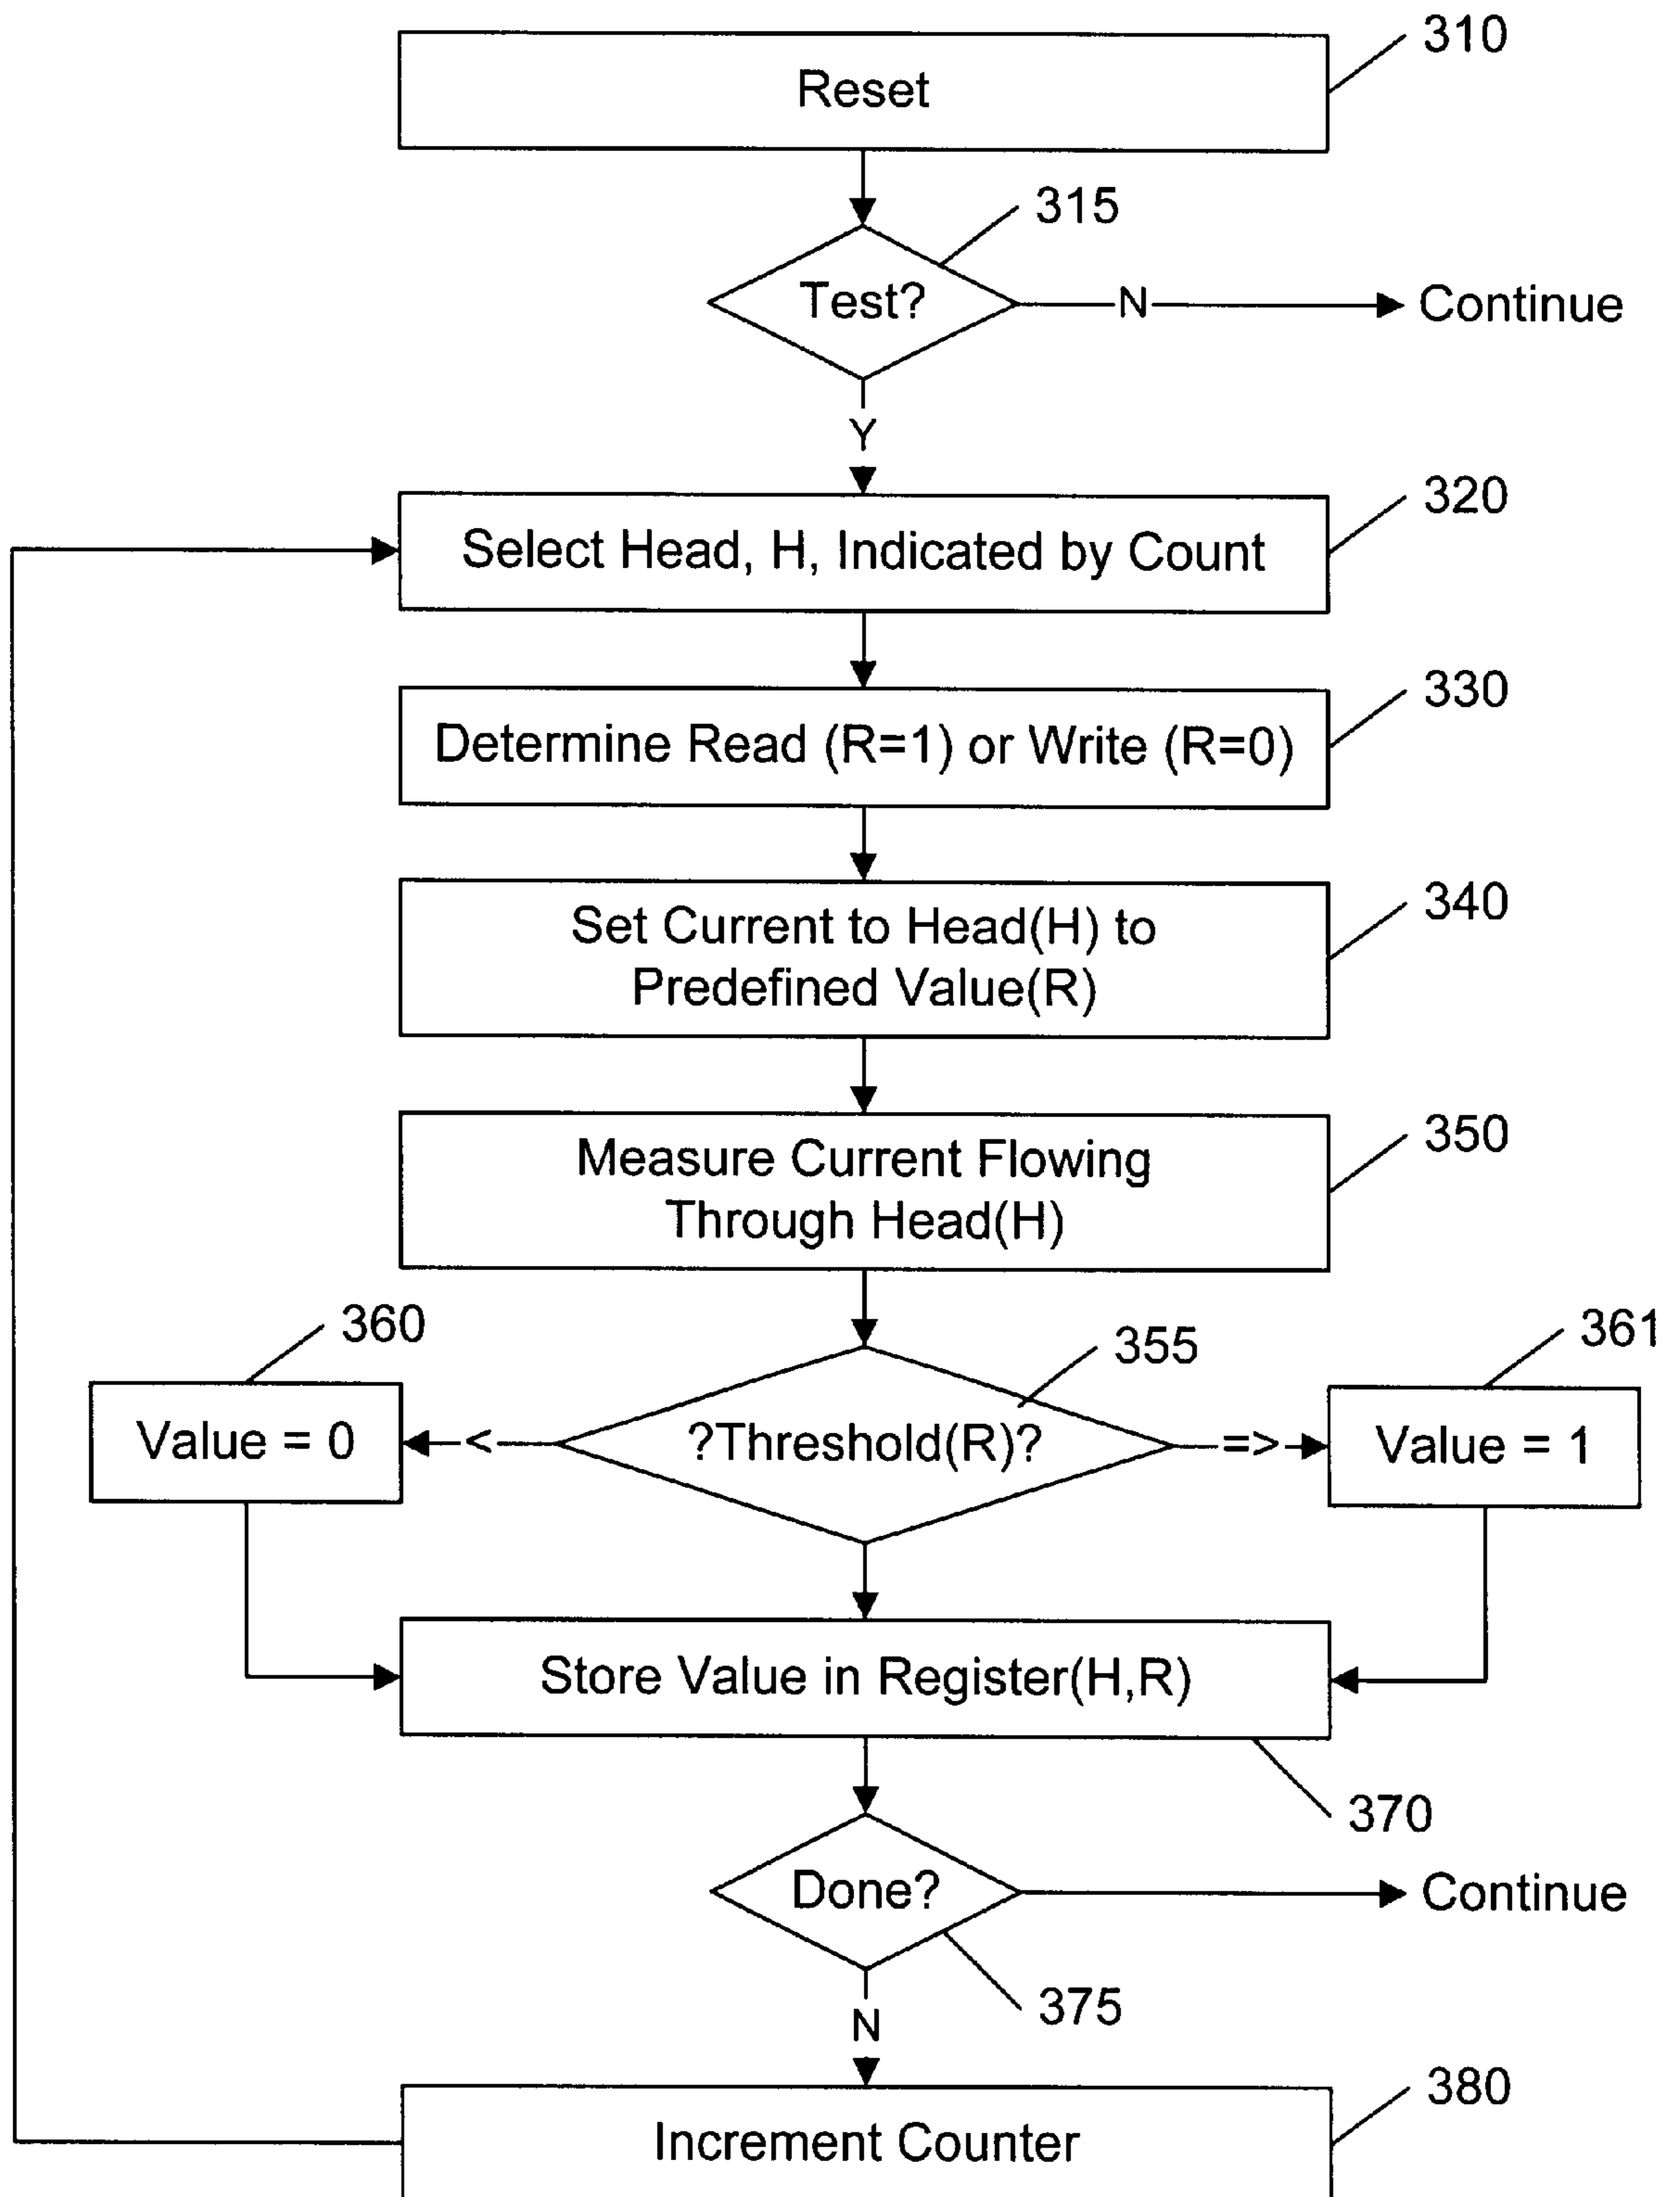 310
Reset
315
Test?
N
Continue
Y
320
Select Head, H, Indicated by Count
330
Determine Read (R=1) or Write (R=0)
340
Set Current to Head(H) to
Predefined Value(R)
350
Measure Current Flowing
Through Head(H)
360
355
361
Value = 0
<
?Threshold(R)?
=>
Value = 1
Store Value in Register(H,R)
370
Done?
Continue
375
N
380
Increment Counter